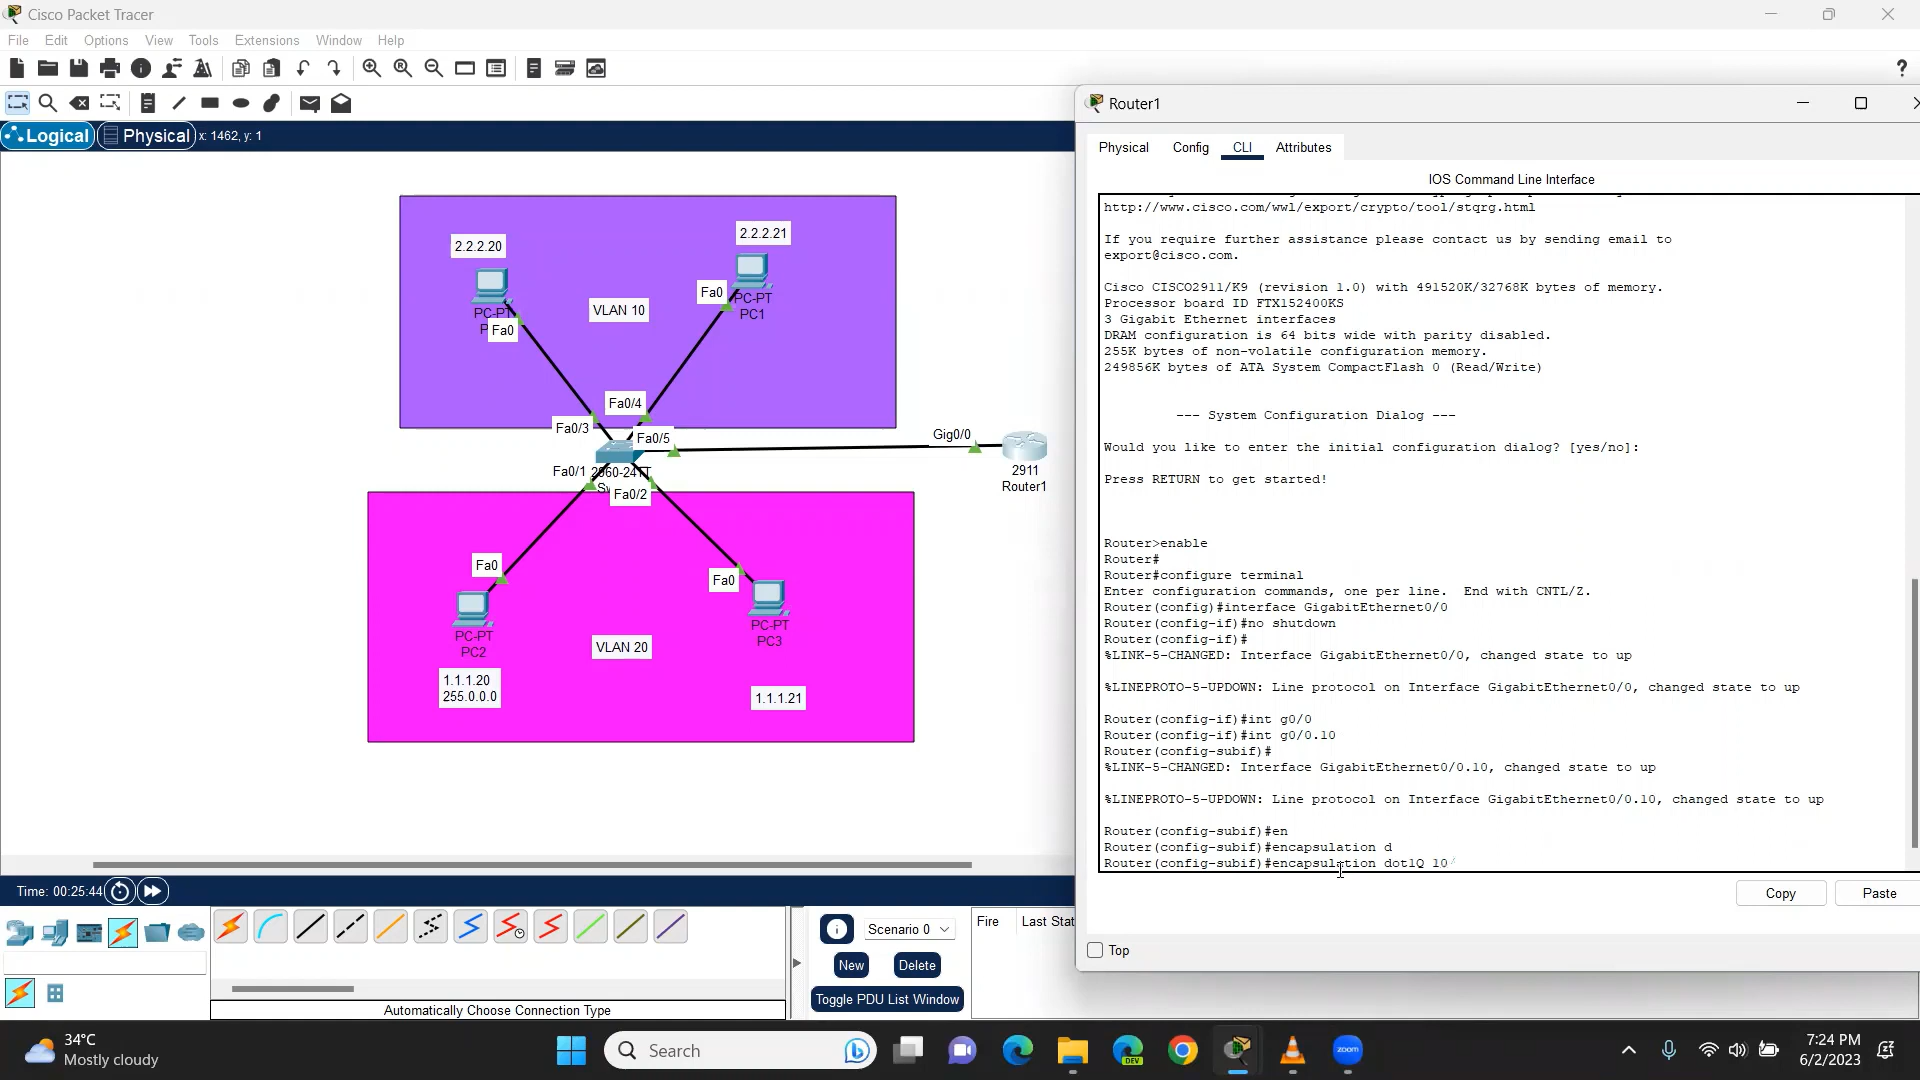 Cisco Packet Tracer
File Edit Options View Tools Extensions Window Help
Logical Physical x: 1462, y: 1
2.2.2.20
2.2.2.21
VLAN 10
Fa0
PC-PT
PC1
PC-PT
Fa0
Fa0/4
Fa0/3
Fa0/5
Gig0/0
Fa0/1
2960-24TT
Fa0/2
2911
Router1
Fa0
Fa0
PC-PT
PC2
PC-PT
PC3
VLAN 20
1.1.1.20
255.0.0.0
1.1.1.21
Router1
Physical Config CLI Attributes
IOS Command Line Interface
http://www.cisco.com/wwl/export/crypto/tool/stqrg.html
If you require further assistance please contact us by sending email to
export@cisco.com.
Cisco CISCO2911/K9 (revision 1.0) with 491520K/32768K bytes of memory.
Processor board ID FTX152400KS
3 Gigabit Ethernet interfaces
DRAM configuration is 64 bits wide with parity disabled.
255K bytes of non-volatile configuration memory.
249856K bytes of ATA System CompactFlash 0 (Read/Write)
--- System Configuration Dialog ---
Would you like to enter the initial configuration dialog? [yes/no]:
Press RETURN to get started!
Router>enable
Router#
Router#configure terminal
Enter configuration commands, one per line. End with CNTL/Z.
Router(config)#interface GigabitEthernet0/0
Router(config-if)#no shutdown
Router(config-if)#
%LINK-5-CHANGED: Interface GigabitEthernet0/0, changed state to up
%LINEPROTO-5-UPDOWN: Line protocol on Interface GigabitEthernet0/0, changed state to up
Router(config-if)#int g0/0
Router(config-if)#int g0/0.10
Router(config-subif)#
%LINK-5-CHANGED: Interface GigabitEthernet0/0.10, changed state to up
%LINEPROTO-5-UPDOWN: Line protocol on Interface GigabitEthernet0/0.10, changed state to up
Router(config-subif)#en
Router(config-subif)#encapsulation d
Router(config-subif)#encapsulation dot1Q 10
Copy Paste
Top
Time: 00:25:44
Automatically Choose Connection Type
Scenario 0
New Delete
Toggle PDU List Window
Fire Last Stat
34°C
Mostly cloudy
Search
DEV
zoom
7:24 PM
6/2/2023